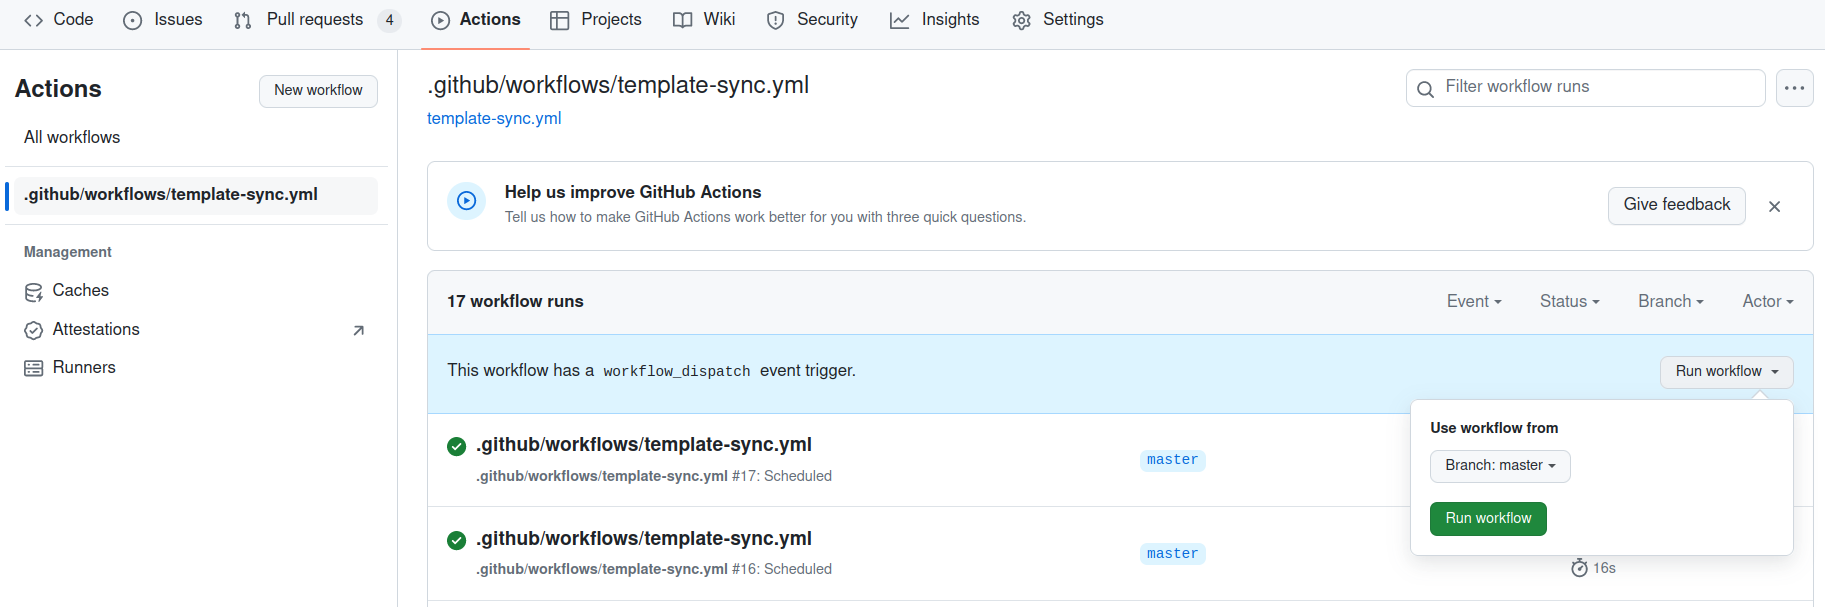 Code Issues Pull requests 4 Actions Projects Wiki Security Insights Settings
Actions
New workflow
All workflows
.github/workflows/template-sync.yml
Management
Caches
Attestations
Runners
.github/workflows/template-sync.yml
template-sync.yml
Filter workflow runs
Help us improve GitHub Actions
Tell us how to make GitHub Actions work better for you with three quick questions.
Give feedback
17 workflow runs
Event Status Branch Actor
This workflow has a workflow_dispatch event trigger.
Run workflow
Use workflow from
Branch: master
Run workflow
.github/workflows/template-sync.yml
.github/workflows/template-sync.yml #17: Scheduled
master
.github/workflows/template-sync.yml
.github/workflows/template-sync.yml #16: Scheduled
master
16s